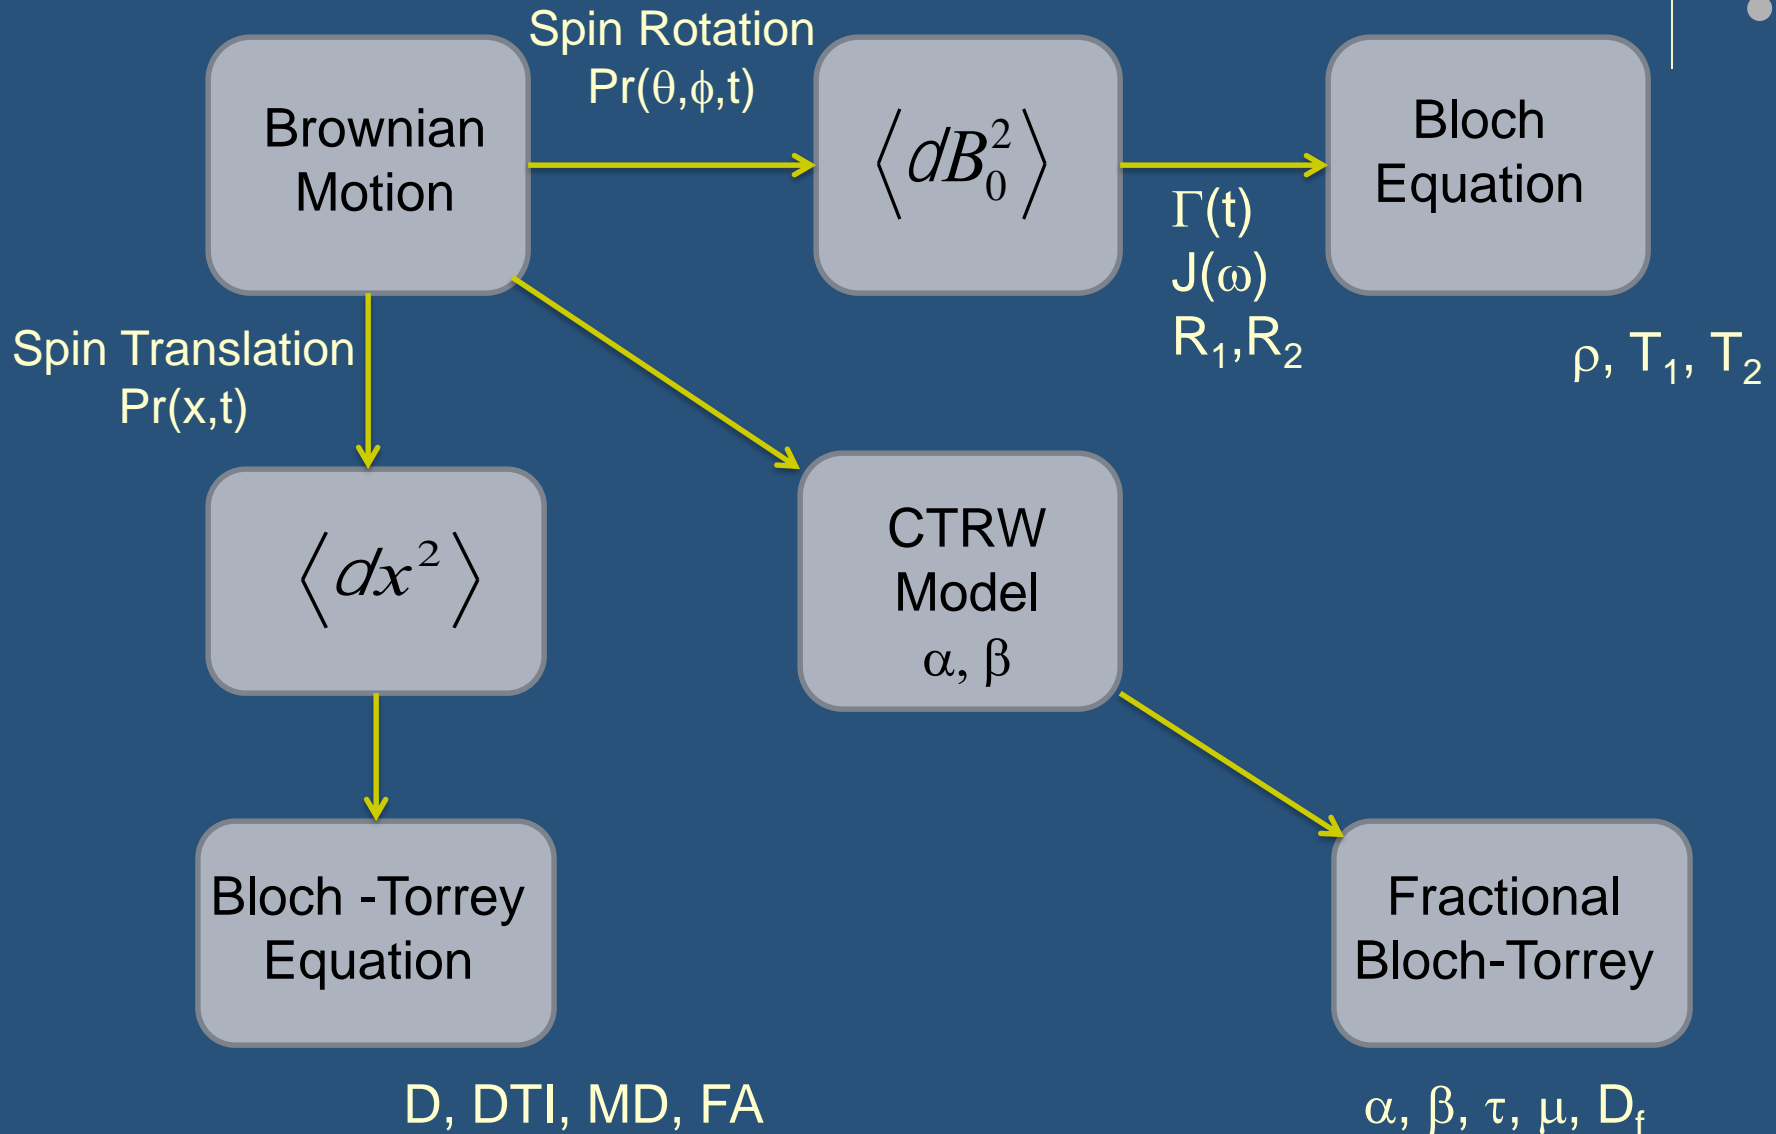 Spin Rotation
Pr(θ,ϕ,t)
Brownian
Motion
⟨dB₀²⟩
Bloch
Equation
Γ(t)
J(ω)
R₁,R₂
ρ, T₁, T₂
Spin Translation
Pr(x,t)
⟨dx²⟩
CTRW
Model
α, β
Bloch -Torrey
Equation
Fractional
Bloch-Torrey
D, DTI, MD, FA
α, β, τ, μ, D_f